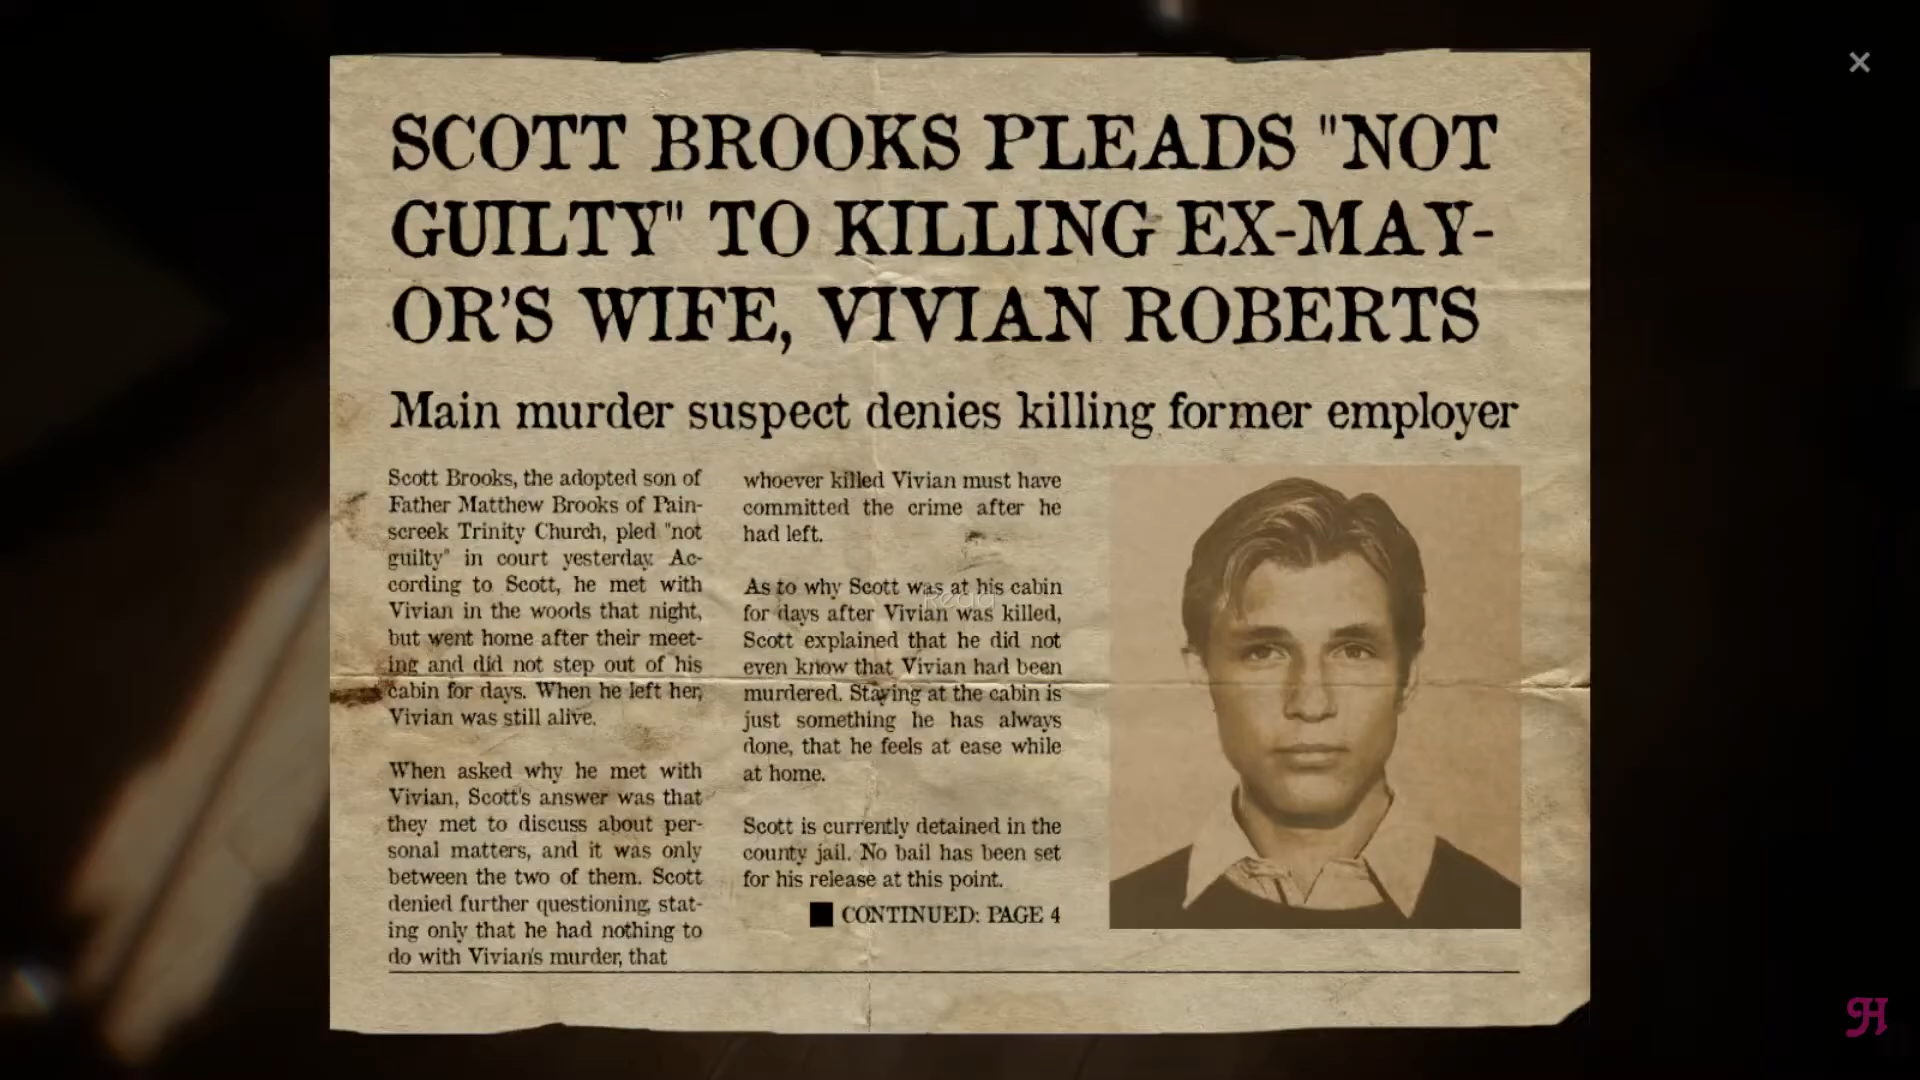 SCOTT BROOKS PLEADS "NOT
GUILTY" TO KILLING EX-MAY-
OR'S WIFE, VIVIAN ROBERTS
Main murder suspect denies killing former employer
Scott Brooks, the adopted son of
Father Matthew Brooks of Pain-
screek Trinity Church, pled "not
guilty" in court yesterday. Ac-
cording to Scott, he met with
Vivian in the woods that night,
but went home after their meet-
ing and did not step out of his
cabin for days. When he left her,
Vivian was still alive.
When asked why he met with
Vivian, Scott's answer was that
they met to discuss about per-
sonal matters, and it was only
between the two of them. Scott
denied further questioning, stat-
ing only that he had nothing to
do with Vivian's murder, that
whoever killed Vivian must have
committed the crime after he
had left.
As to why Scott was at his cabin
for days after Vivian was killed,
Scott explained that he did not
even know that Vivian had been
murdered. Staying at the cabin is
just something he has always
done, that he feels at ease while
at home.
Scott is currently detained in the
county jail. No bail has been set
for his release at this point.
CONTINUED: PAGE 4
Read